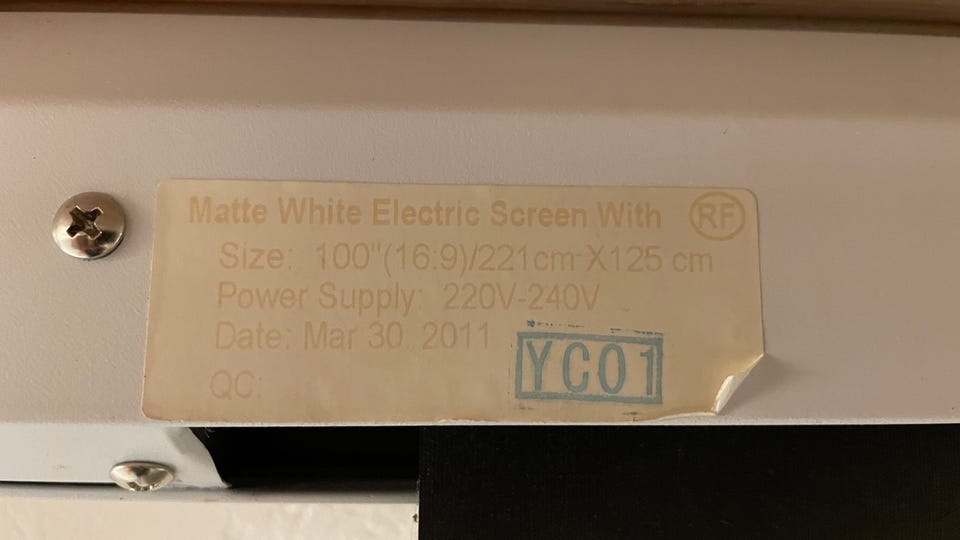 Matte White Electric Screen With RF
Size: 100"(16:9)/221cm X125 cm
Power Supply: 220V-240V
Date: Mar 30. 2011
QC:
YC01